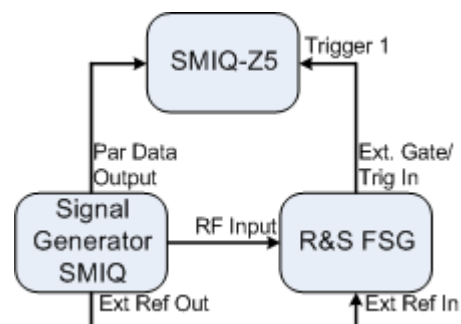 SMIQ-Z5
Trigger 1
Par Data
Output
Ext. Gate/
Trig In
Signal
Generator
SMIQ
RF Input
R&S FSG
Ext Ref Out
Ext Ref In